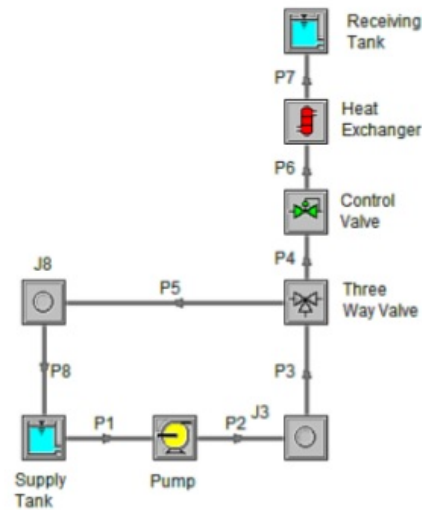 Receiving
Tank
P7
Heat
Exchanger
P6
Control
Valve
P4
J8
P5
Three
Way Valve
P3
P8
P1
P2
J3
Supply
Tank
Pump